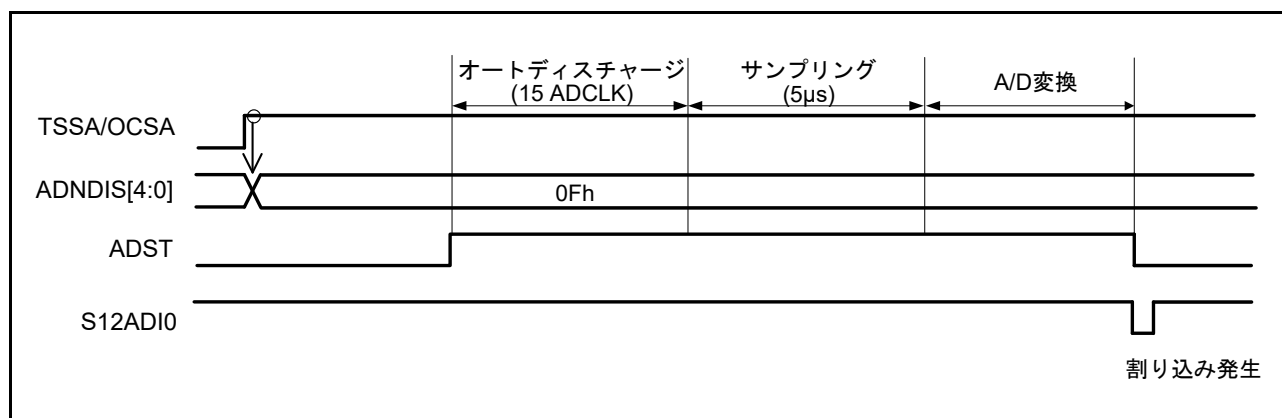 オートディスチャージ
(15 ADCLK)
サンプリング
(5µs)
A/D変換
TSSA/OCSA
ADNDIS[4:0]
0Fh
ADST
S12ADI0
割り込み発生